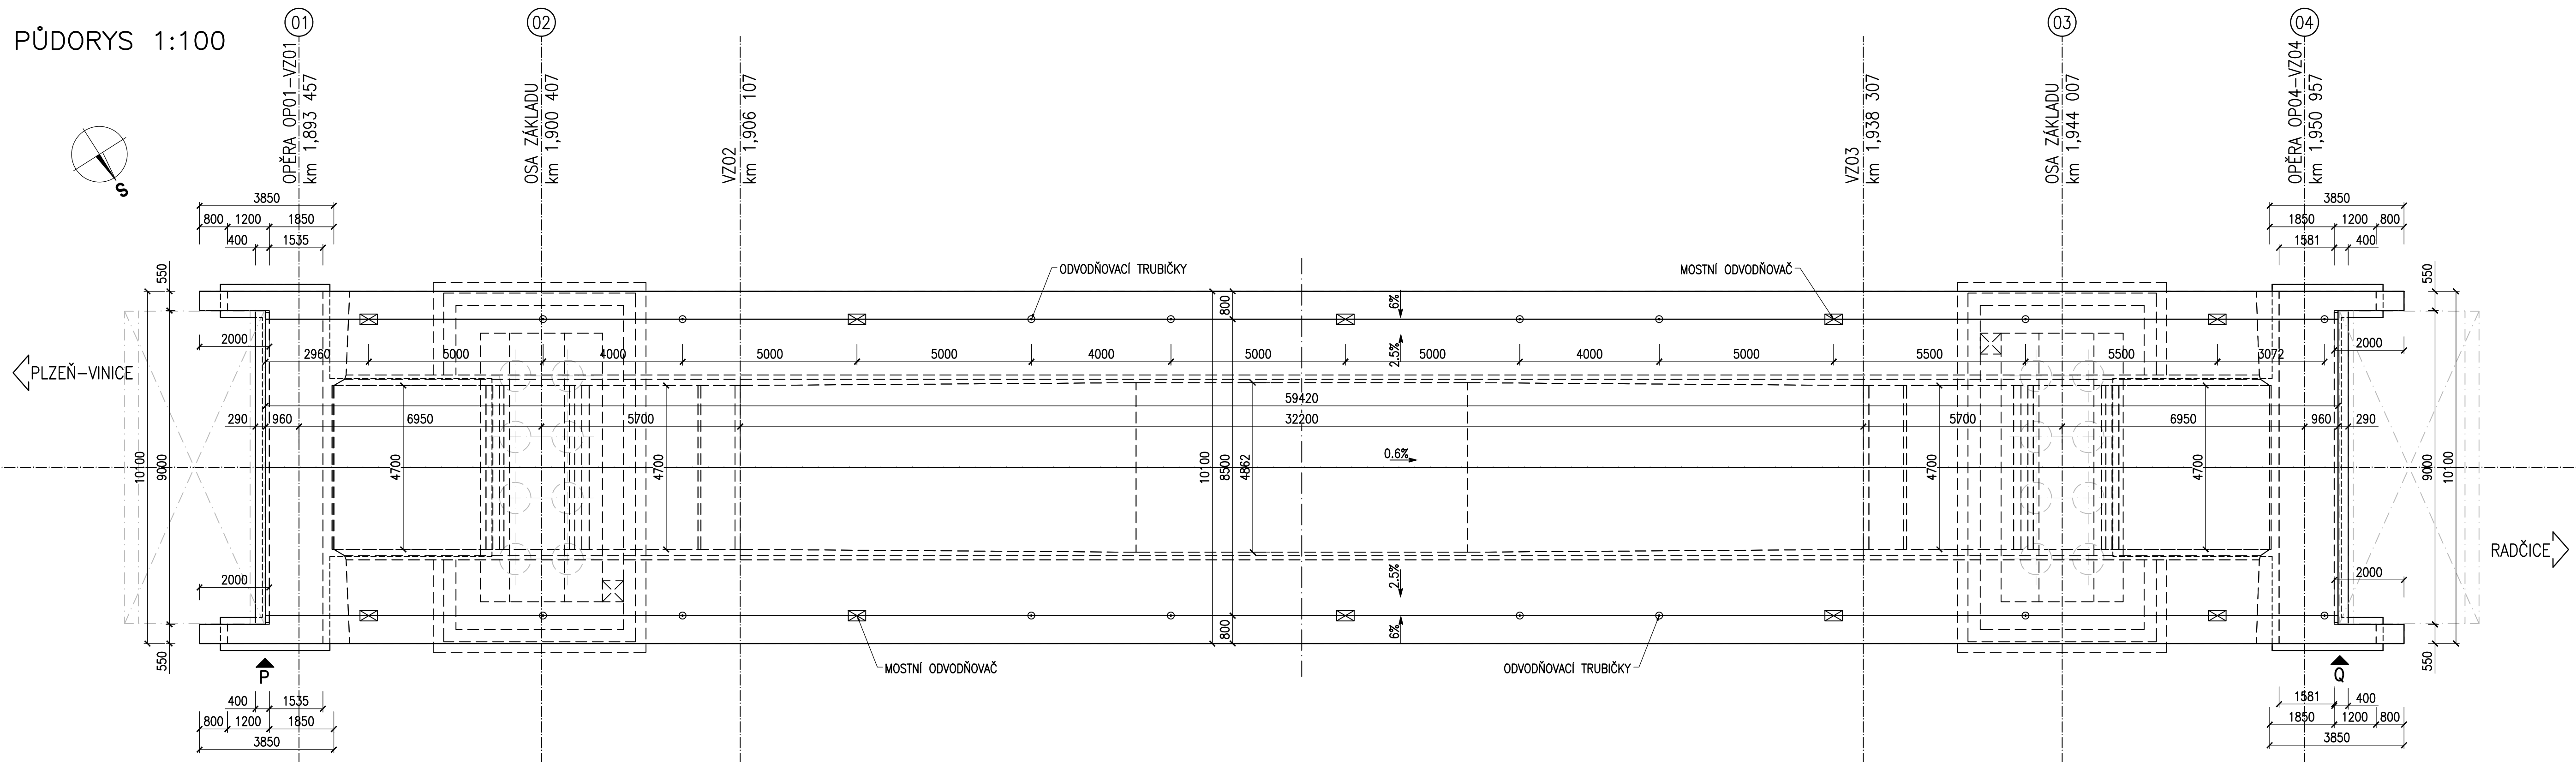 PŮDORYS 1:100
01
02
03
04
OPĚRA OP01-VZ01
km 1,893 457
OSA ZÁKLADU
km 1,900 407
VZ02
km 1,906 107
VZ03
km 1,938 307
OSA ZÁKLADU
km 1,944 007
OPĚRA OP04-VZ04
km 1,950 957
S
3850
800 1200 1850
400 1535
3850
1850 1200 800
1581 400
550
550
ODVODŇOVACÍ TRUBIČKY
MOSTNÍ ODVODŇOVAČ
800
6%
2.5%
2000
2000
2960 5000 4000 5000 5000 4000 5000 5000 4000 5000 5500 5500 3072
PLZEŇ-VINICE
59420
290 960 6950 5700 32200 5700 6950 960 290
10100
9000
4700
4700
10100
8500
4862
0.6%
4700
4700
9000
10100
RADČICE
2000
2000
2.5%
6%
800
550
550
MOSTNÍ ODVODŇOVAČ
ODVODŇOVACÍ TRUBIČKY
P
Q
400 1535
800 1200 1850
3850
1581 400
1850 1200 800
3850